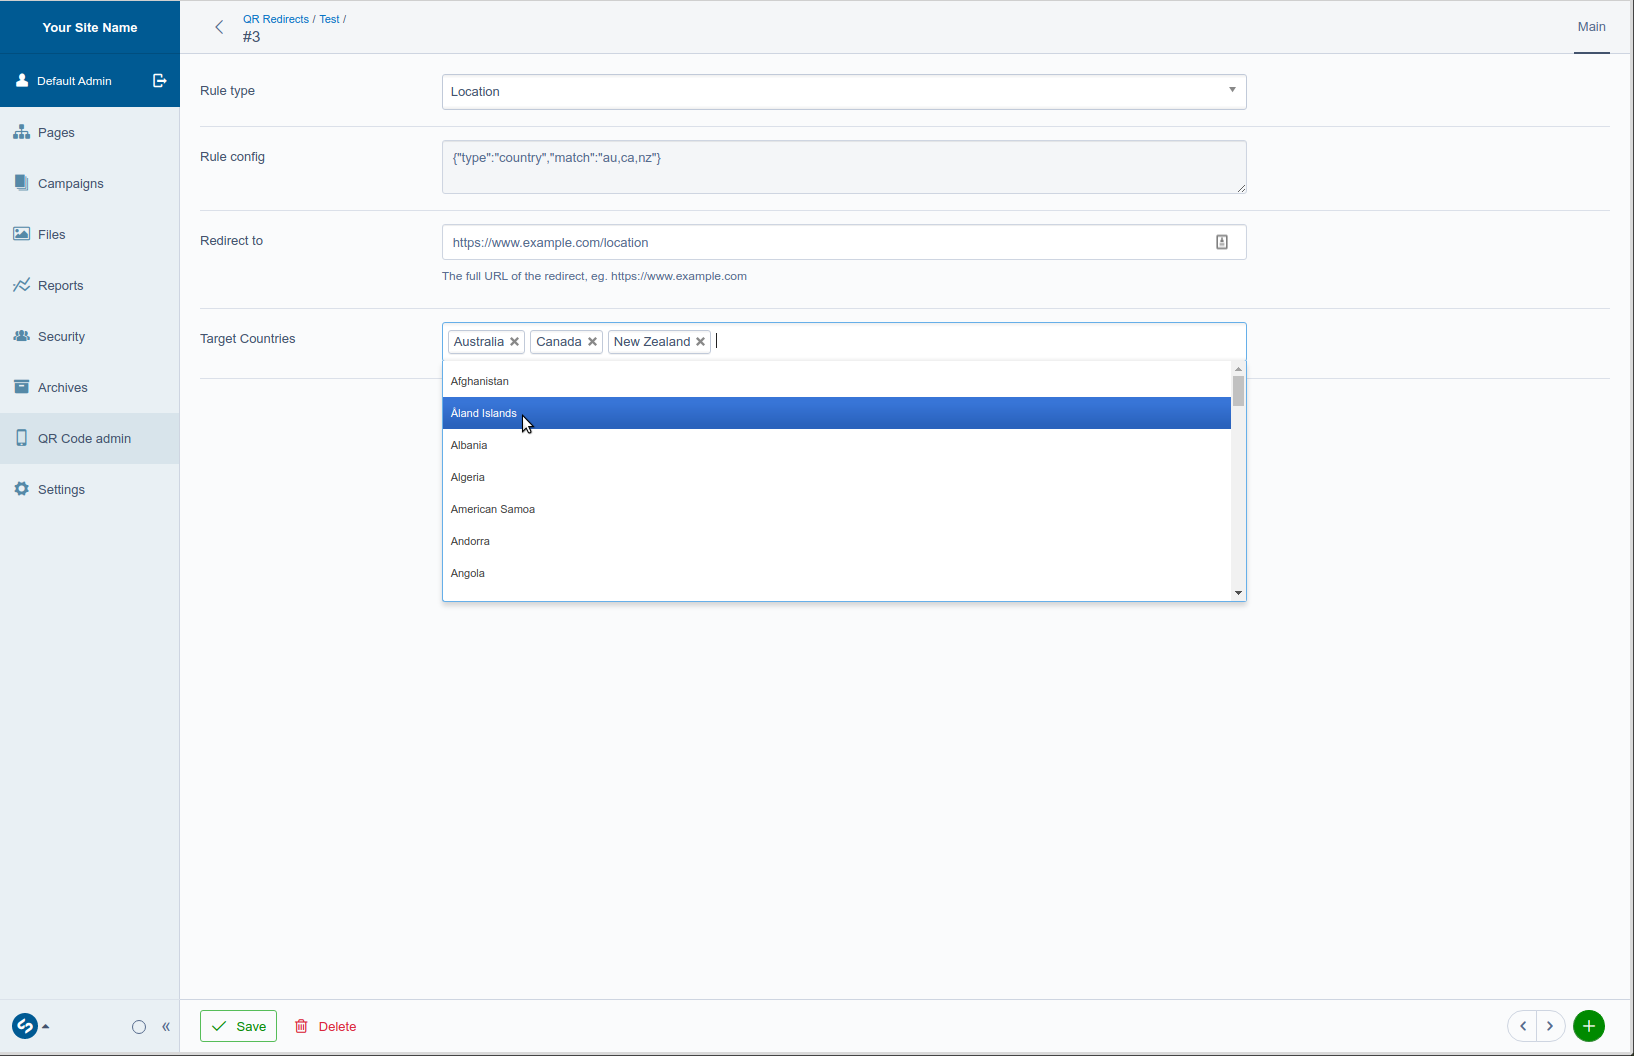 Your Site Name
Default Admin
Pages
Campaigns
Files
Reports
Security
Archives
QR Code admin
Settings
QR Redirects / Test /
#3
Main
Rule type
Location
Rule config
{"type":"country","match":"au,ca,nz"}
Redirect to
https://www.example.com/location
The full URL of the redirect, eg. https://www.example.com
Target Countries
Australia
Canada
New Zealand
Afghanistan
Åland Islands
Albania
Algeria
American Samoa
Andorra
Angola
Save
Delete